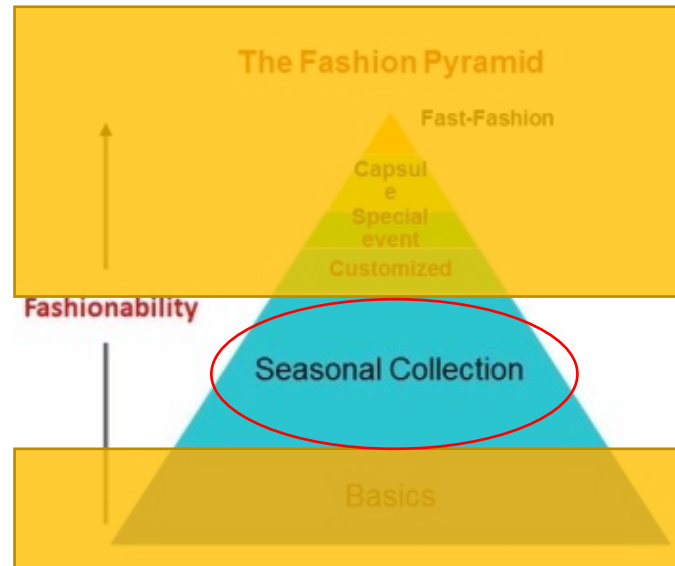 The Fashion Pyramid
Fast-Fashion
Capsul
e
Special
event
Customized
Fashionability
Seasonal Collection
Basics